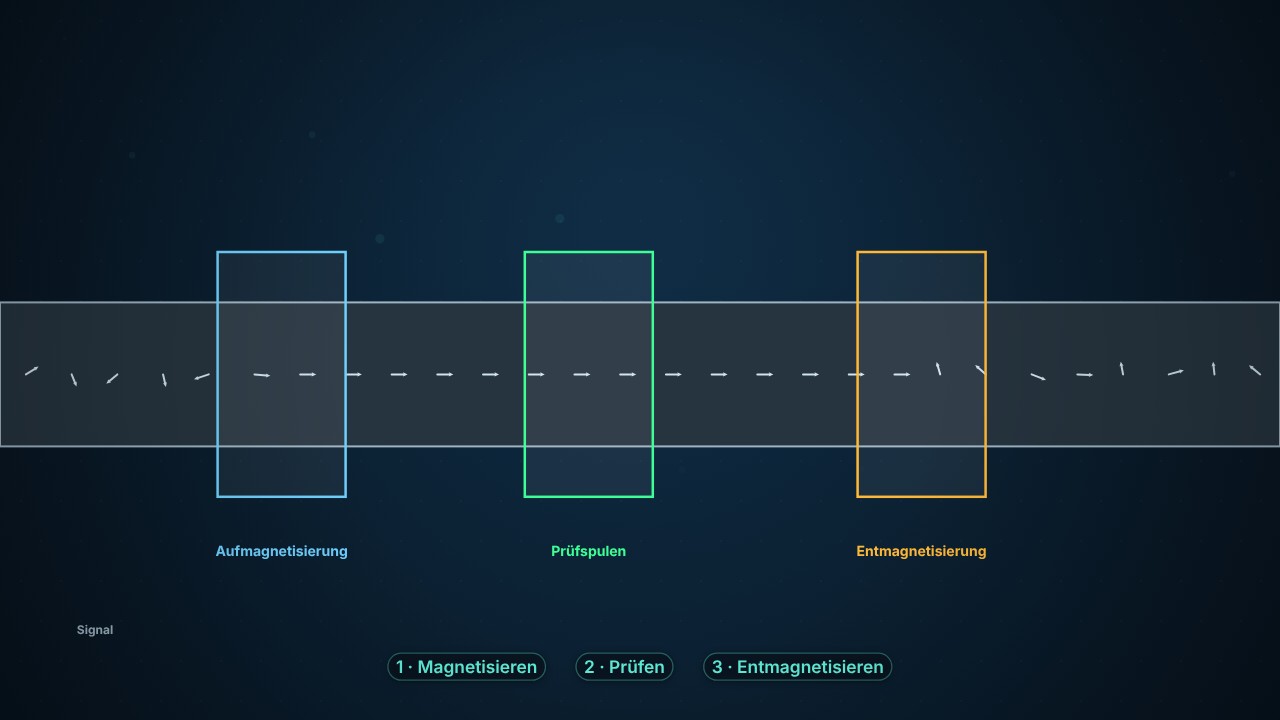 Aufmagnetisierung
Prüfspulen
Entmagnetisierung
Signal
1 · Magnetisieren
2 · Prüfen
3 · Entmagnetisieren